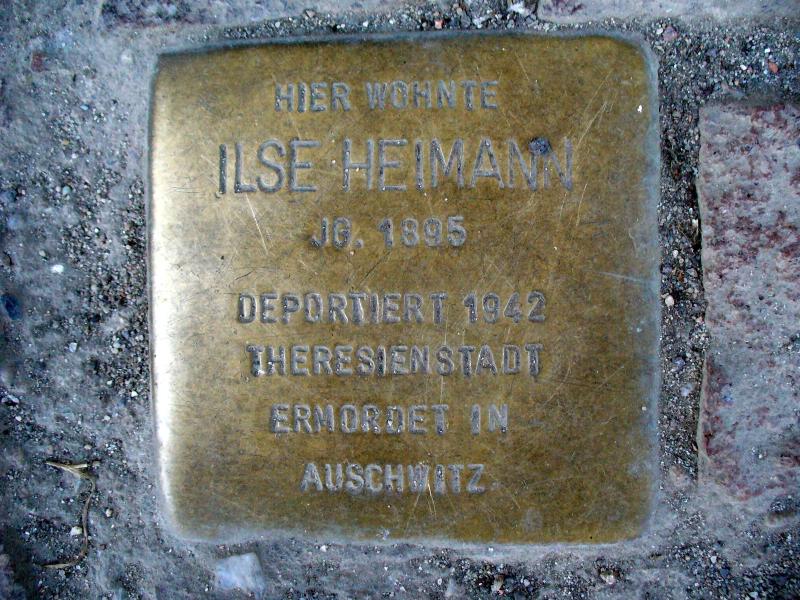 HIER WOHNTE
ILSE HEIMANN
JG. 1895
DEPORTIERT 1942
THERESIENSTADT
ERMORDET IN
AUSCHWITZ